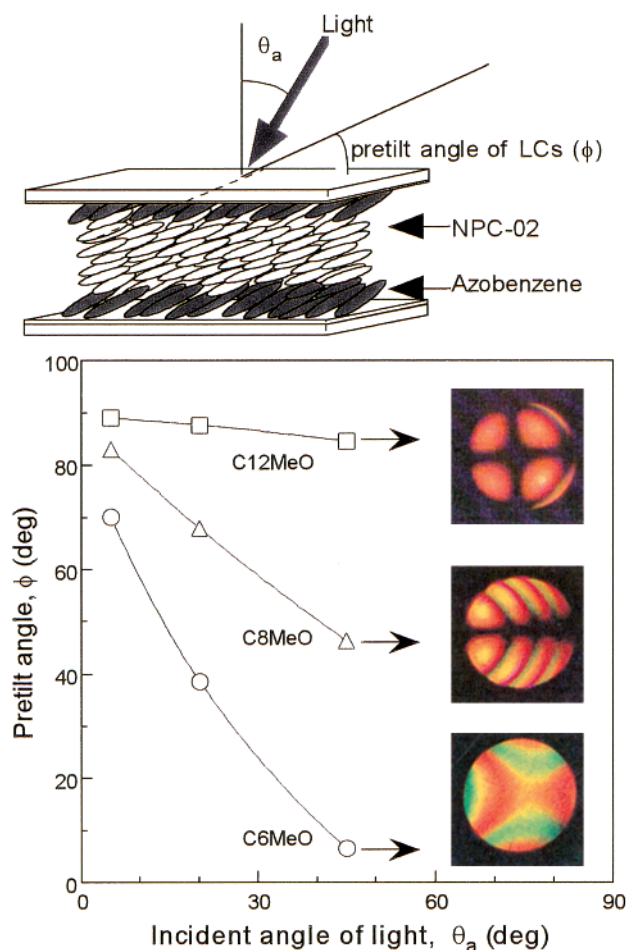 Light
θa
pretilt angle of LCs (ϕ)
NPC-02
Azobenzene
100
80
60
40
20
0
C12MeO
C8MeO
C6MeO
Pretilt angle, ϕ (deg)
0 30 60 90
Incident angle of light, θa (deg)